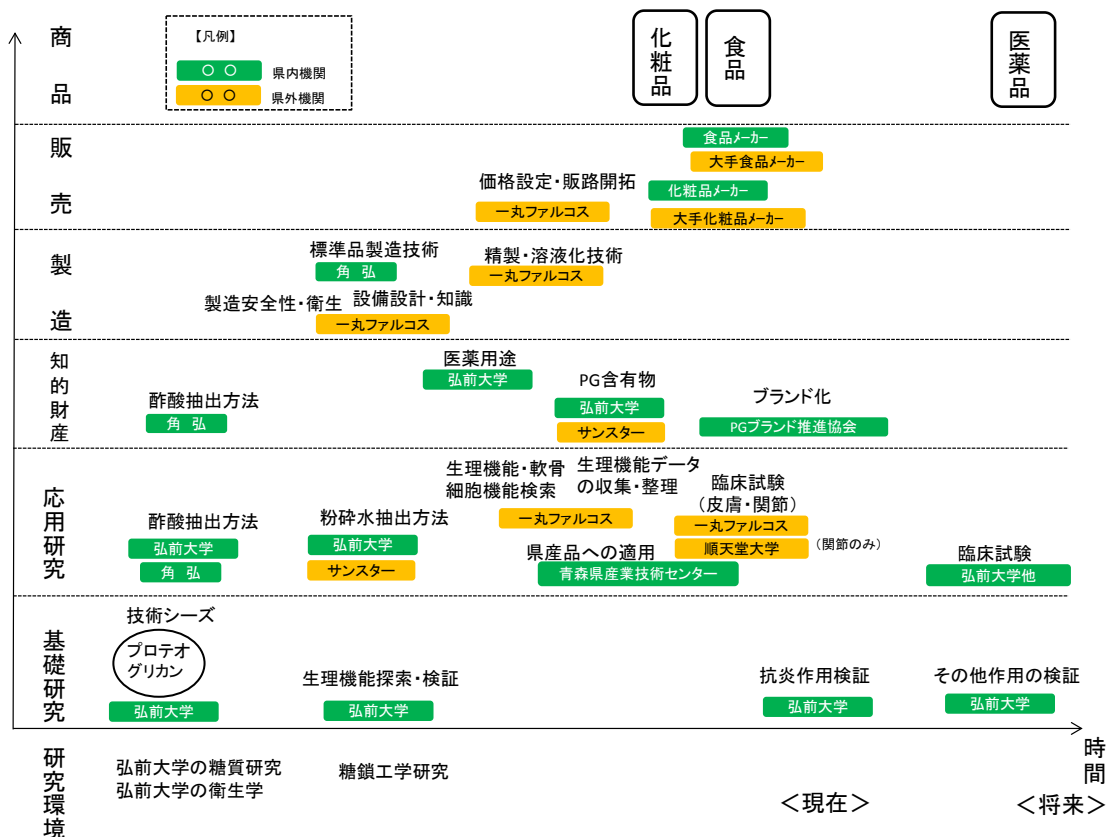 商品
【凡例】
○ ○
県内機関
○ ○
県外機関
化粧品
食品
医薬品
販売
食品メーカー
大手食品メーカー
価格設定・販路開拓
一丸ファルコス
化粧品メーカー
大手化粧品メーカー
製造
標準品製造技術
角 弘
精製・溶液化技術
一丸ファルコス
製造安全性・衛生
設備設計・知識
一丸ファルコス
知的財産
酢酸抽出方法
角 弘
医薬用途
弘前大学
PG含有物
弘前大学
サンスター
ブランド化
PGブランド推進協会
応用研究
酢酸抽出方法
弘前大学
角 弘
粉砕水抽出方法
弘前大学
サンスター
生理機能・軟骨
細胞機能検索
一丸ファルコス
生理機能データ
の収集・整理
県産品への適用
青森県産業技術センター
臨床試験
(皮膚・関節)
一丸ファルコス
順天堂大学
(関節のみ)
臨床試験
弘前大学他
基礎研究
技術シーズ
プロテオ
グリカン
弘前大学
生理機能探索・検証
弘前大学
抗炎作用検証
弘前大学
その他作用の検証
弘前大学
時間
研究環境
弘前大学の糖質研究
弘前大学の衛生学
糖鎖工学研究
＜現在＞
＜将来＞